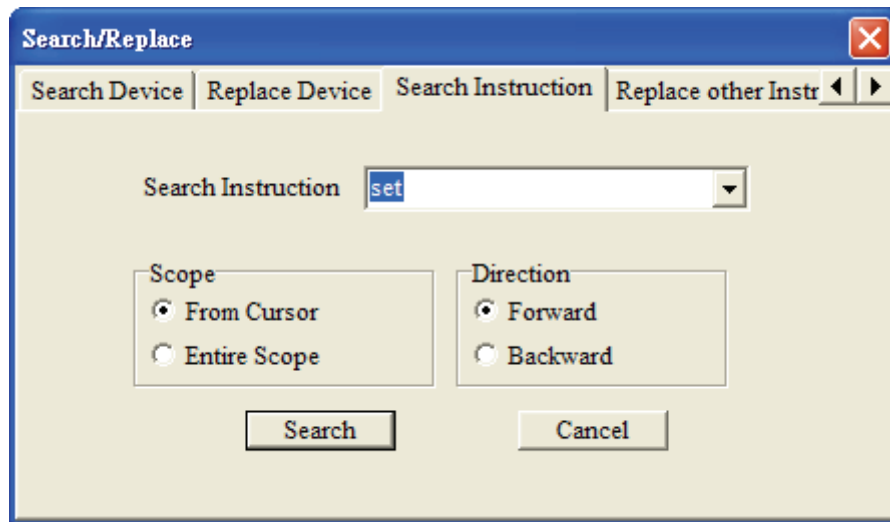 Search/Replace
Search Device Replace Device Search Instruction Replace other Instr
Search Instruction set
Scope Direction
From Cursor Forward
Entire Scope Backward
Search Cancel